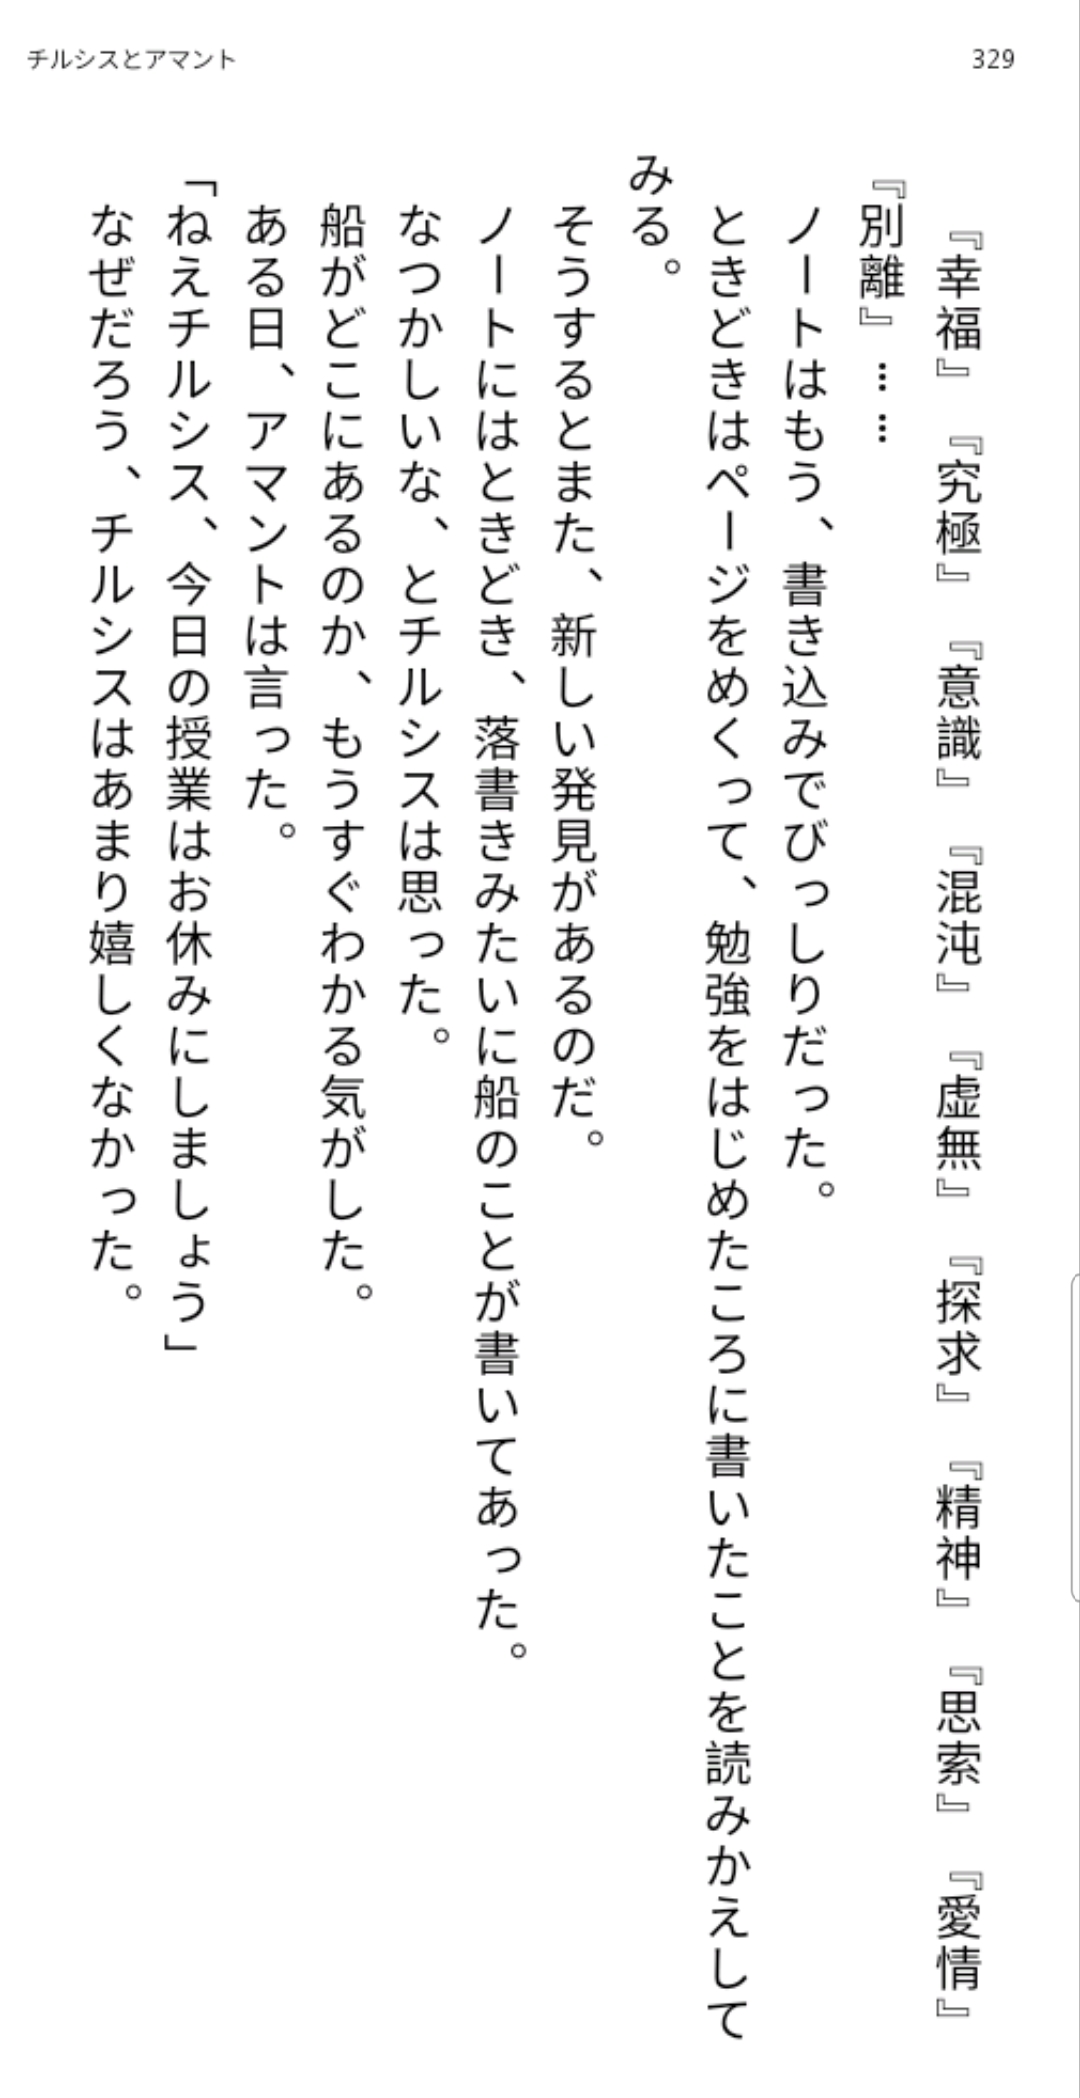 チルシスとアマント
329
『幸福』　『究極』　『意識』　『混沌』　『虚無』　『探求』　『精神』　『思索』　『愛情』
『別離』……
ノートはもう、書き込みでびっしりだった。
ときどきはページをめくって、勉強をはじめたころに書いたことを読みかえして
みる。
そうするとまた、新しい発見があるのだ。
ノートにはときどき、落書きみたいに船のことが書いてあった。
なつかしいな、とチルシスは思った。
船がどこにあるのか、もうすぐわかる気がした。
ある日、アマントは言った。
「ねえチルシス、今日の授業はお休みにしましょう」
なぜだろう、チルシスはあまり嬉しくなかった。